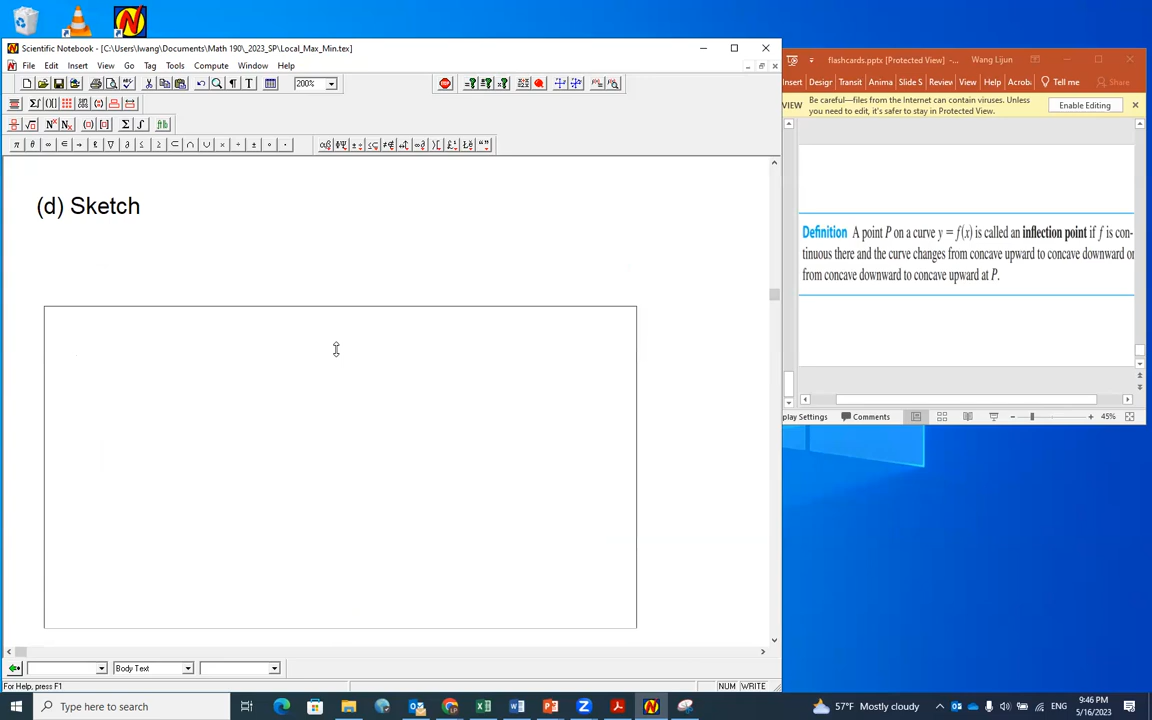 Scientific Notebook - [C:\Users\lwang\Documents\Math 190\_2023_SP\Local_Max_Min.tex]
File Edit Insert View Go Tag Tools Compute Window Help
200%
(d) Sketch
Body Text
For Help, press F1
NUM WRITE
flashcards.pptx [Protected View] -...
Wang Lijun
Insert Desigr Transit Anima Slide S Review View Acrob Tell me Share
VIEW
Be careful—files from the Internet can contain viruses. Unless
you need to edit, it's safer to stay in Protected View.
Enable Editing
Definition A point P on a curve y = f(x) is called an inflection point if f is con-
tinuous there and the curve changes from concave upward to concave downward or
from concave downward to concave upward at P.
play Settings Comments 45%
Type here to search
57°F Mostly cloudy
ENG
9:46 PM
5/16/2023